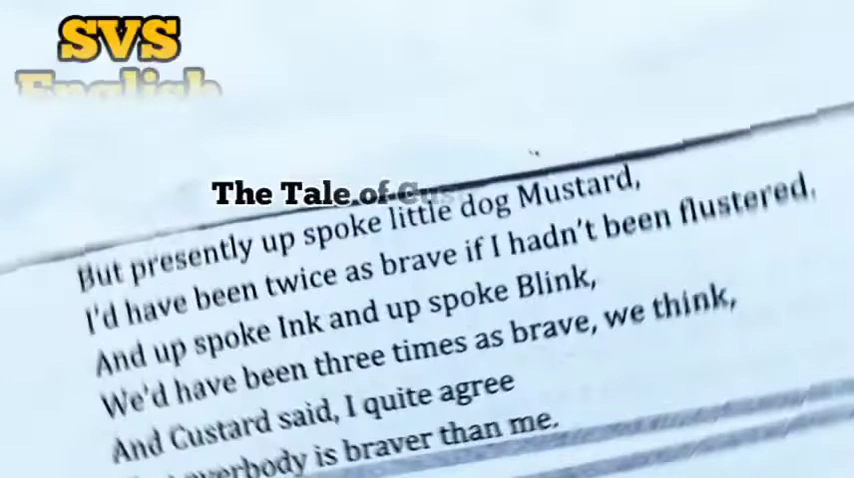 SVS
English
The Tale of
But presently up spoke little dog Mustard,
I'd have been twice as brave if I hadn't been flustered.
And up spoke Ink and up spoke Blink,
We'd have been three times as brave, we think,
And Custard said, I quite agree
everbody is braver than me.